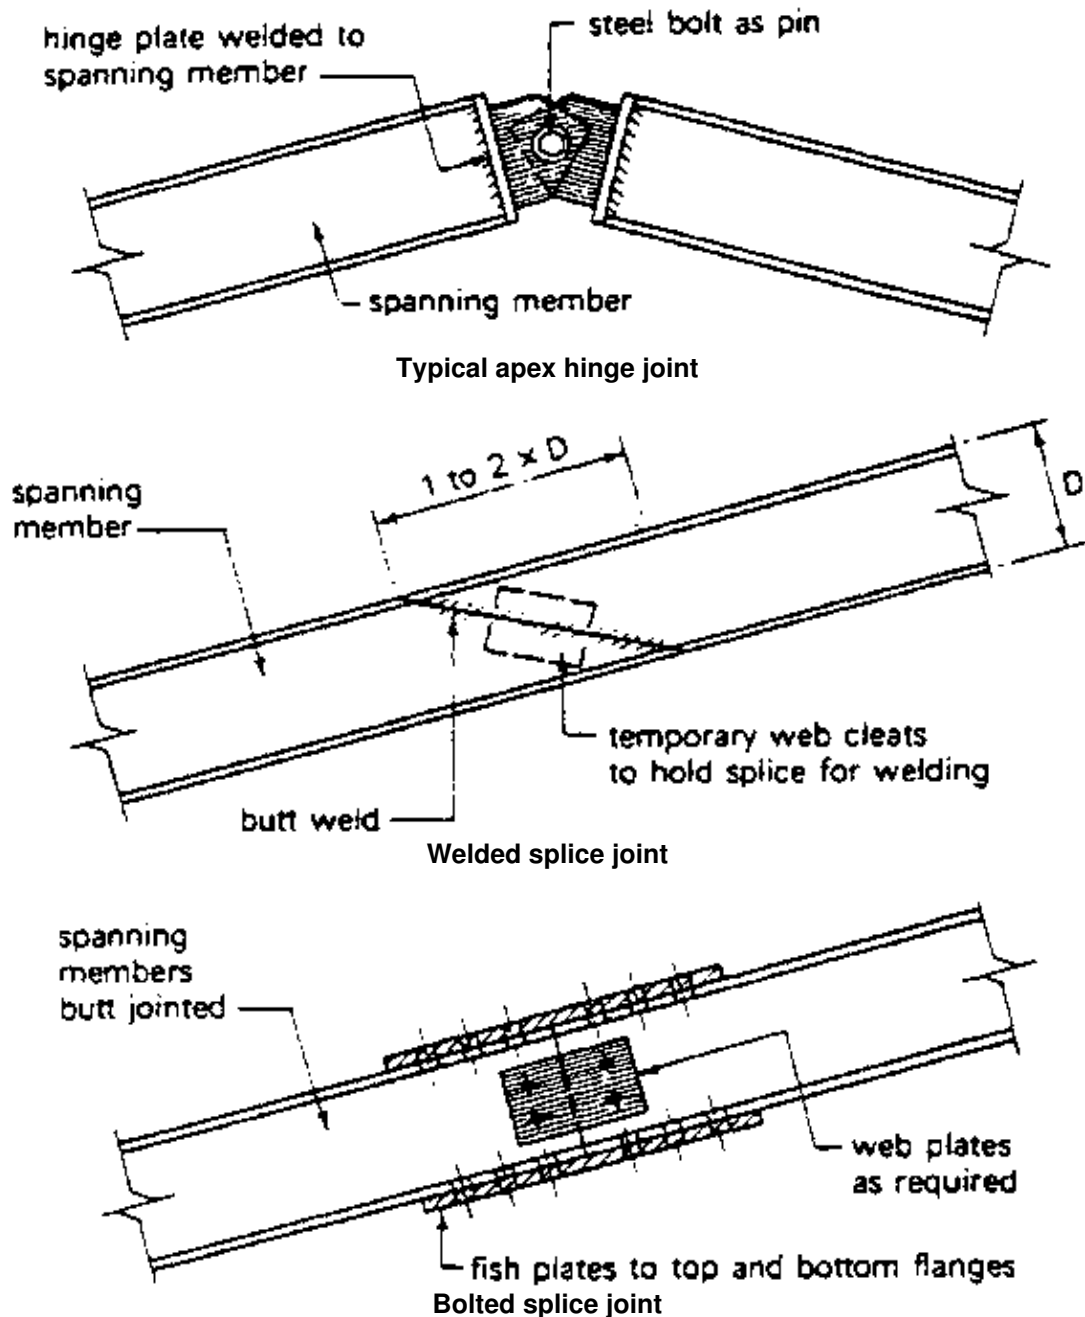 hinge plate welded to
spanning member
steel bolt as pin
spanning member
Typical apex hinge joint
1 to 2 x D
D
spanning
member
temporary web cleats
to hold splice for welding
butt weld
Welded splice joint
spanning
members
butt jointed
web plates
as required
fish plates to top and bottom flanges
Bolted splice joint